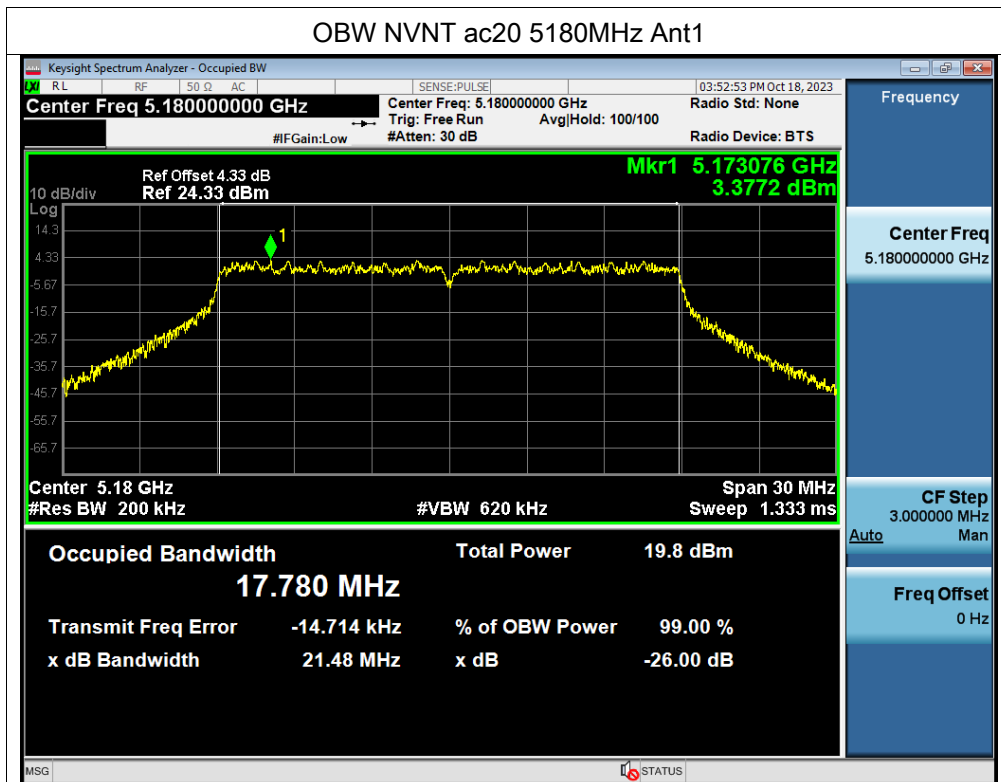 OBW NVNT ac20 5180MHz Ant1
Keysight Spectrum Analyzer - Occupied BW
LXI RL RF 50 Ω AC SENSE:PULSE 03:52:53 PM Oct 18, 2023
Center Freq 5.180000000 GHz
Center Freq: 5.180000000 GHz Radio Std: None
Trig: Free Run Avg|Hold: 100/100
#IFGain:Low #Atten: 30 dB Radio Device: BTS
Mkr1 5.173076 GHz
3.3772 dBm
Ref Offset 4.33 dB
10 dB/div Ref 24.33 dBm
Log
14.3
4.33
-5.67
-15.7
-25.7
-35.7
-45.7
-55.7
-65.7
1
Center 5.18 GHz Span 30 MHz
#Res BW 200 kHz #VBW 620 kHz Sweep 1.333 ms
Occupied Bandwidth Total Power 19.8 dBm
17.780 MHz
Transmit Freq Error -14.714 kHz % of OBW Power 99.00 %
x dB Bandwidth 21.48 MHz x dB -26.00 dB
Frequency
Center Freq
5.180000000 GHz
CF Step
3.000000 MHz
Auto Man
Freq Offset
0 Hz
MSG STATUS